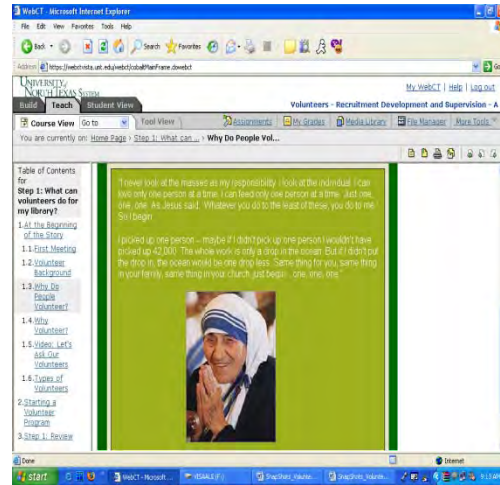 WebCT - Microsoft Internet Explorer
File Edit View Favorites Tools Help
Back Search Favorites
Address https://webctvista.unt.edu/webct/cobaltMainFrame.dowebct Go
UNIVERSITY of
NORTH TEXAS SYSTEM
My WebCT | Help | Log out
Build Teach Student View
Volunteers - Recruitment Development and Supervision - A
Course View Go to Tool View Assignments My Grades Media Library File Manager More Tools
You are currently on: Home Page › Step 1: What can ... › Why Do People Vol...
Table of Contents
for
Step 1: What can
volunteers do for
my library?
1. At the Beginning
of the Story
1.1. First Meeting
1.2. Volunteer
Background
1.3. Why Do
People
Volunteer?
1.4. Why
Volunteer?
1.5. Video: Let's
Ask Our
Volunteers
1.6. Types of
Volunteers
2. Starting a
Volunteer
Program
3. Step 1: Review
"I never look at the masses as my responsibility. I look at the individual. I can
love only one person at a time. I can feed only one person at a time. Just one,
one, one. As Jesus said, Whatever you do to the least of these, you do to me.
So I begin
I picked up one person – maybe if I didn't pick up one person I wouldn't have
picked up 42,000. The whole work is only a drop in the ocean. But if I didn't put
the drop in, the ocean would be one drop less. Same thing for you, same thing
in your family, same thing in your church just begin...one, one, one."
Done Internet
start WebCT - Microsoft... 9:13 AM